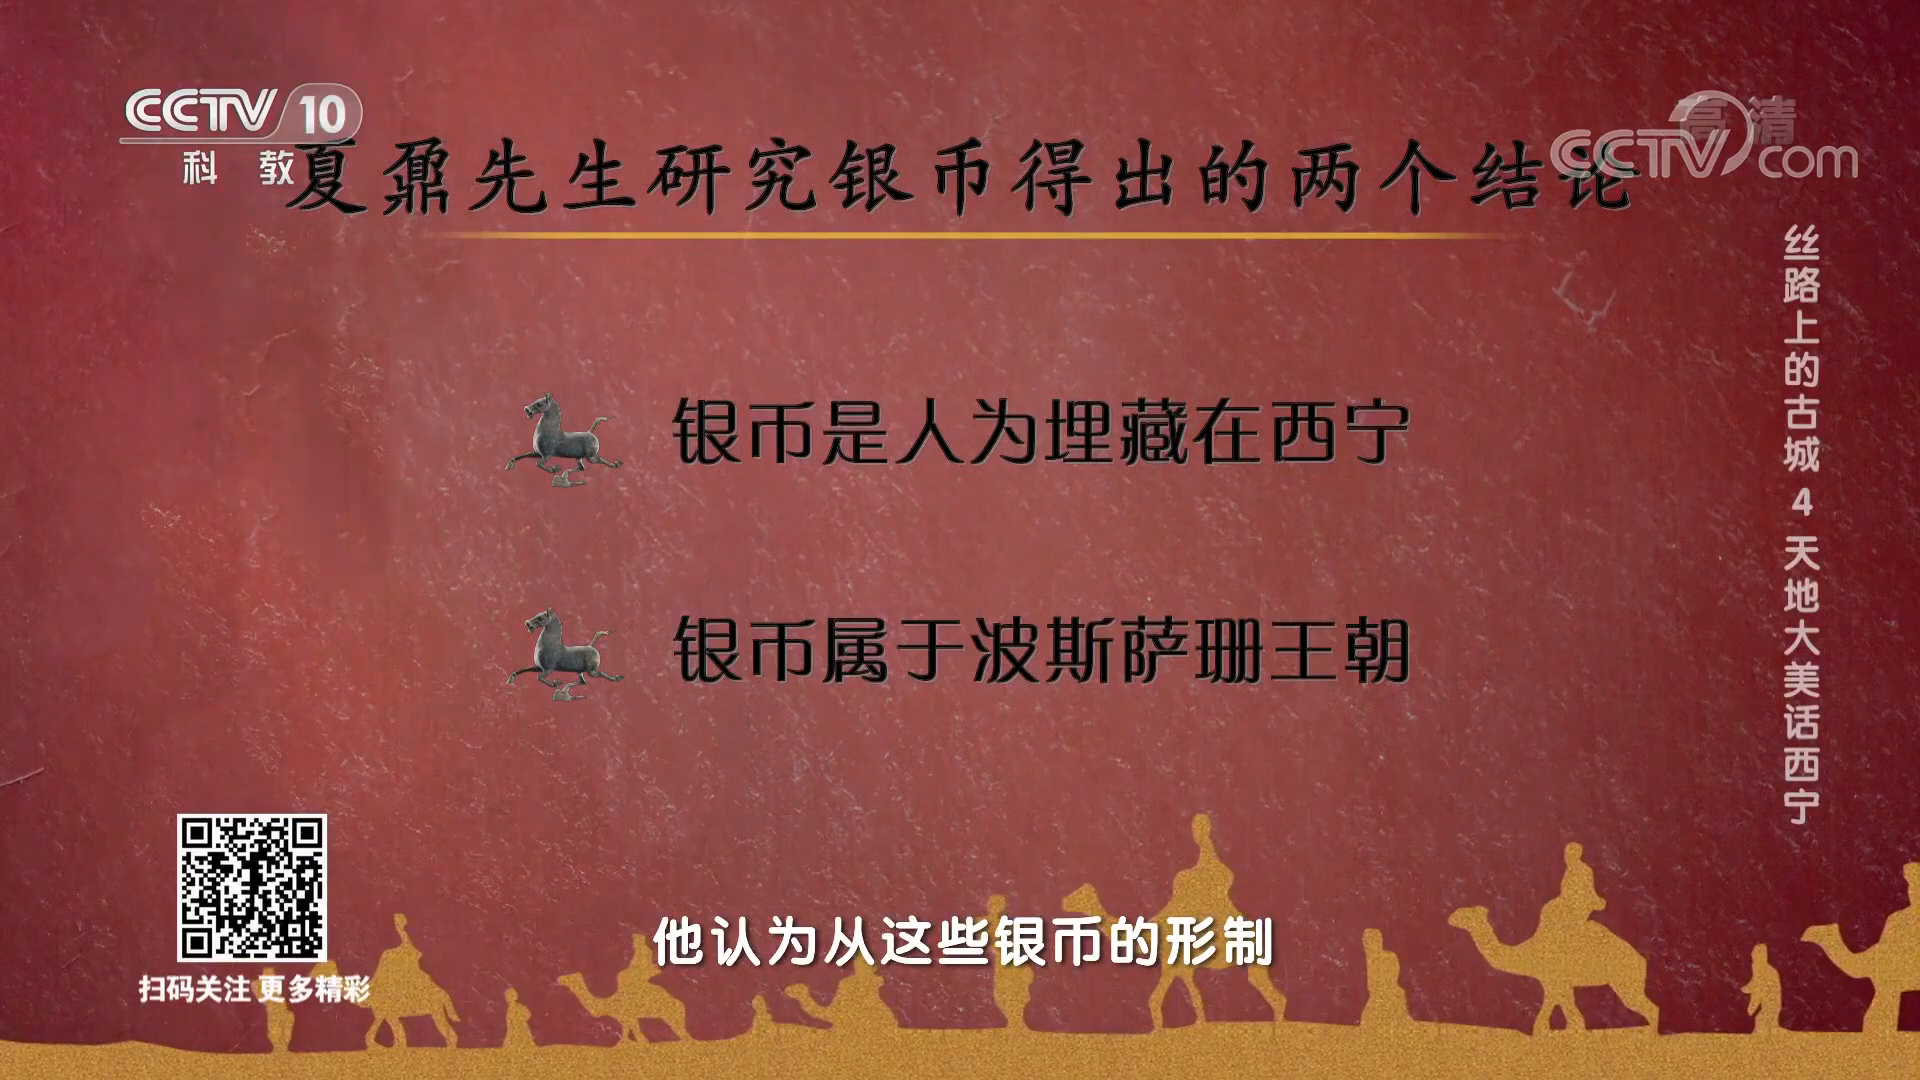 CCTV 10
科教
高清
CCTV com
夏鼐先生研究银币得出的两个结论
银币是人为埋藏在西宁
银币属于波斯萨珊王朝
丝路上的古城 4 天地大美话西宁
他认为从这些银币的形制
扫码关注 更多精彩